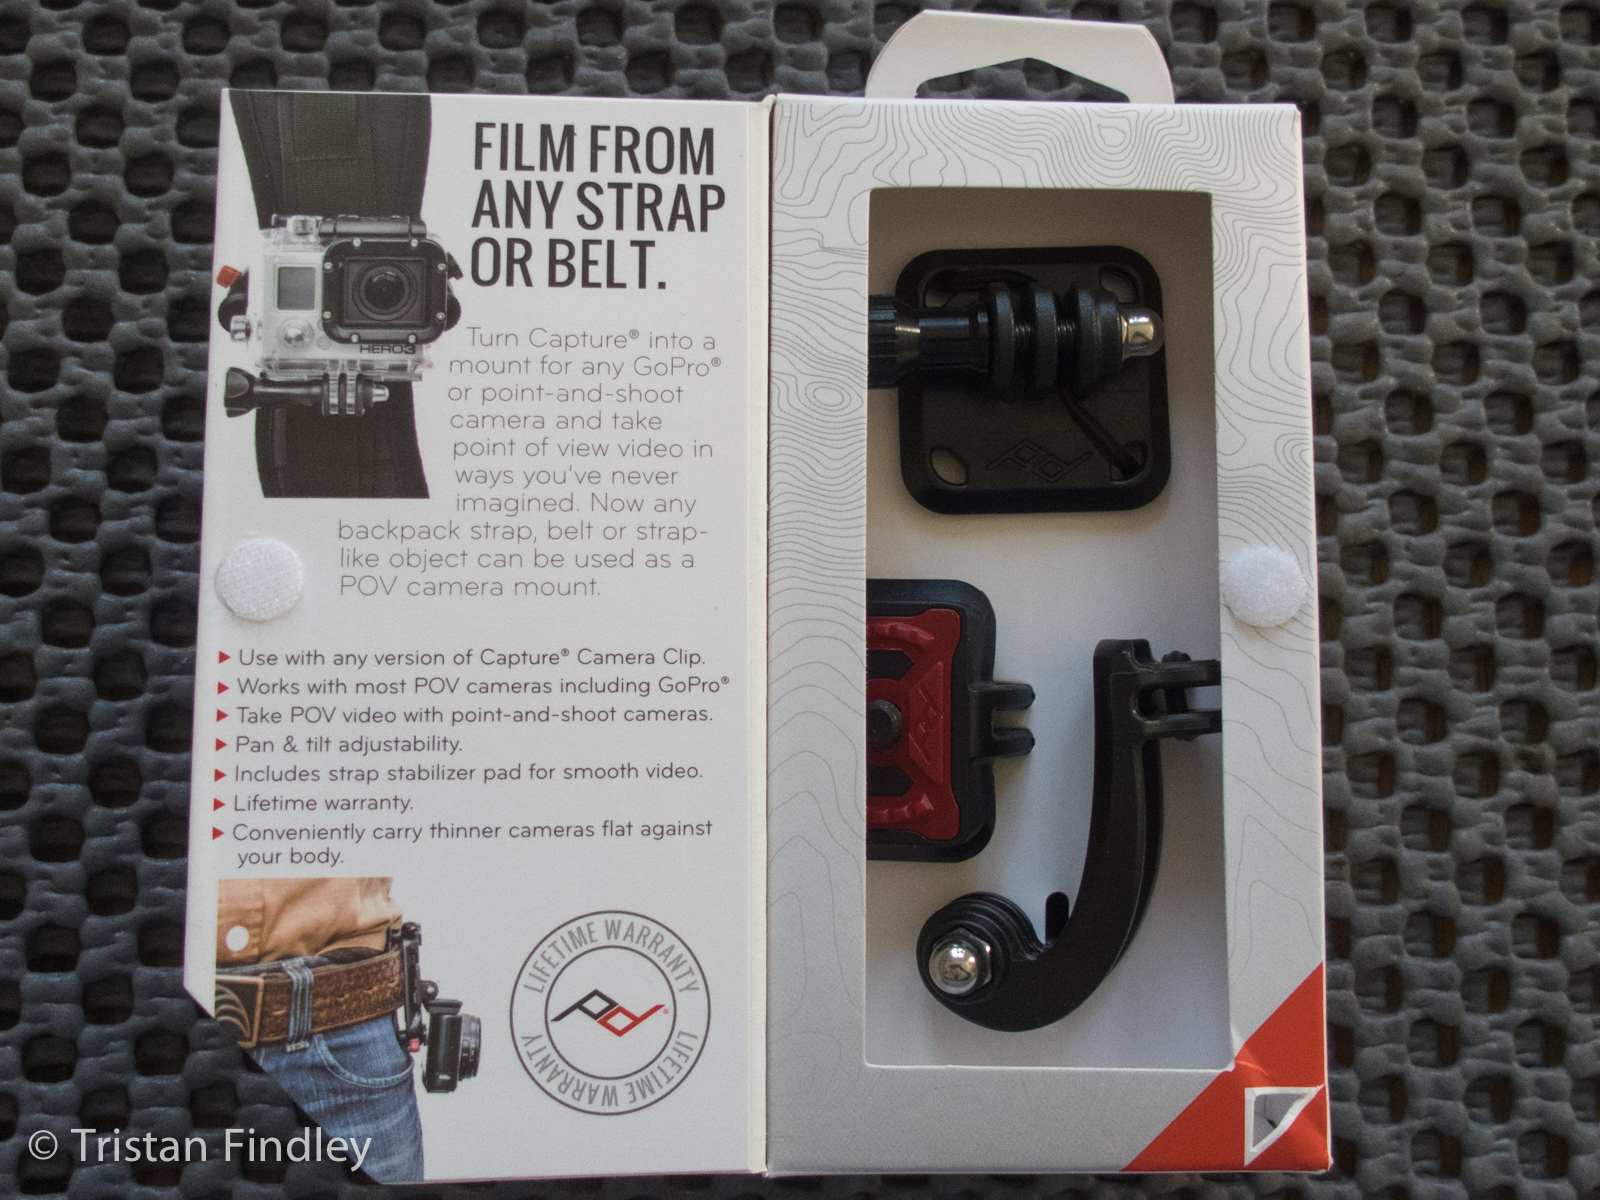 FILM FROM
ANY STRAP
OR BELT.
HERO3
Turn Capture® into a
mount for any GoPro®
or point-and-shoot
camera and take
point of view video in
ways you've never
imagined. Now any
backpack strap, belt or strap-
like object can be used as a
POV camera mount.
Use with any version of Capture® Camera Clip.
Works with most POV cameras including GoPro®
Take POV video with point-and-shoot cameras.
Pan & tilt adjustability.
Includes strap stabilizer pad for smooth video.
Lifetime warranty.
Conveniently carry thinner cameras flat against
your body.
LIFETIME WARRANTY
LIFETIME WARRANTY
pd®
pd
© Tristan Findley